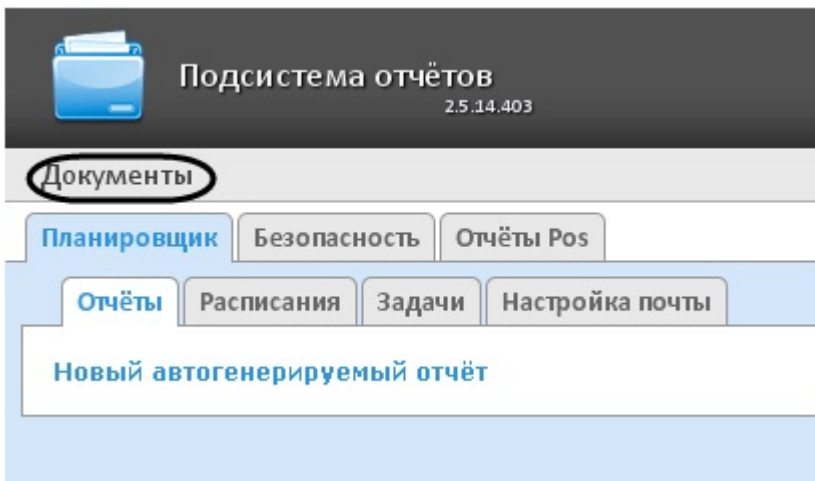 Подсистема отчётов
2.5.14.403
Документы
Планировщик Безопасность Отчёты Pos
Отчёты Расписания Задачи Настройка почты
Новый автогенерируемый отчёт